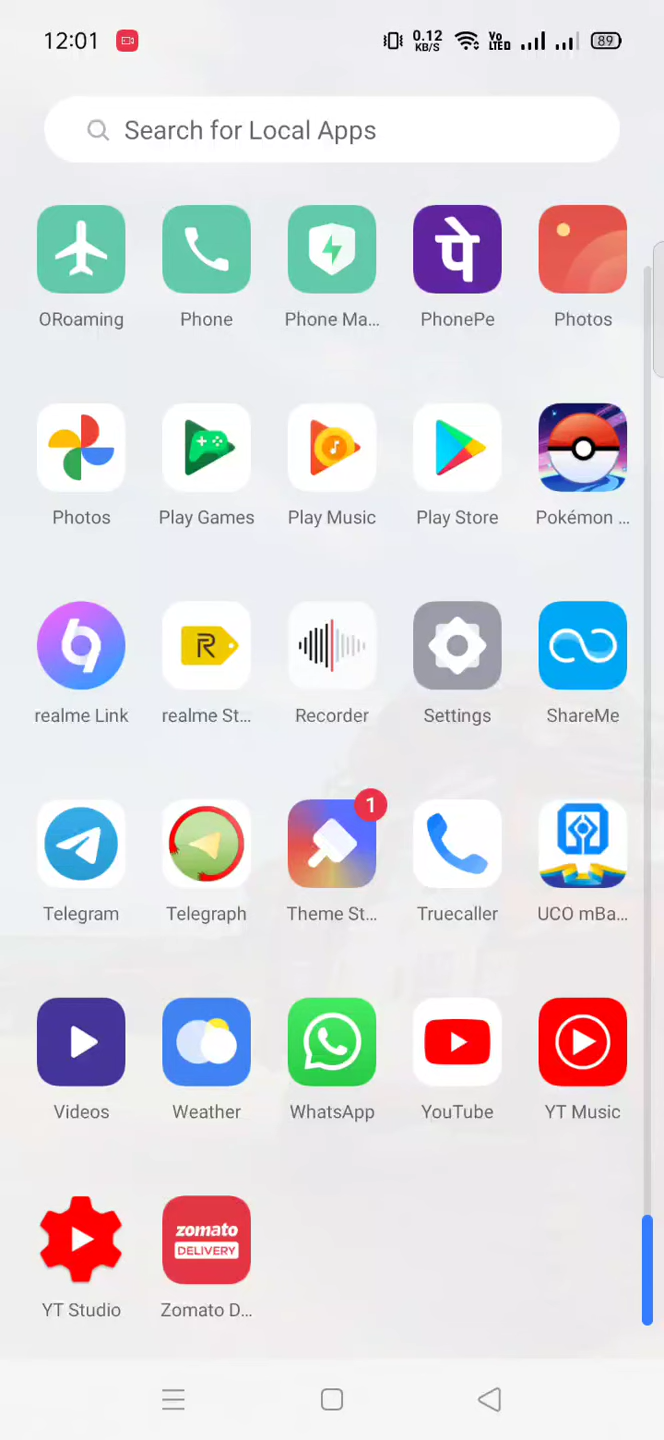 12:01
0.12
KB/S
Vo
LTED
89
Search for Local Apps
ORoaming
Phone
Phone Ma...
पे
PhonePe
Photos
Photos
Play Games
Play Music
Play Store
Pokémon ...
realme Link
R
realme St...
Recorder
Settings
ShareMe
Telegram
Telegraph
1
Theme St...
Truecaller
UCO mBa...
Videos
Weather
WhatsApp
YouTube
YT Music
YT Studio
zomato
DELIVERY
Zomato D...